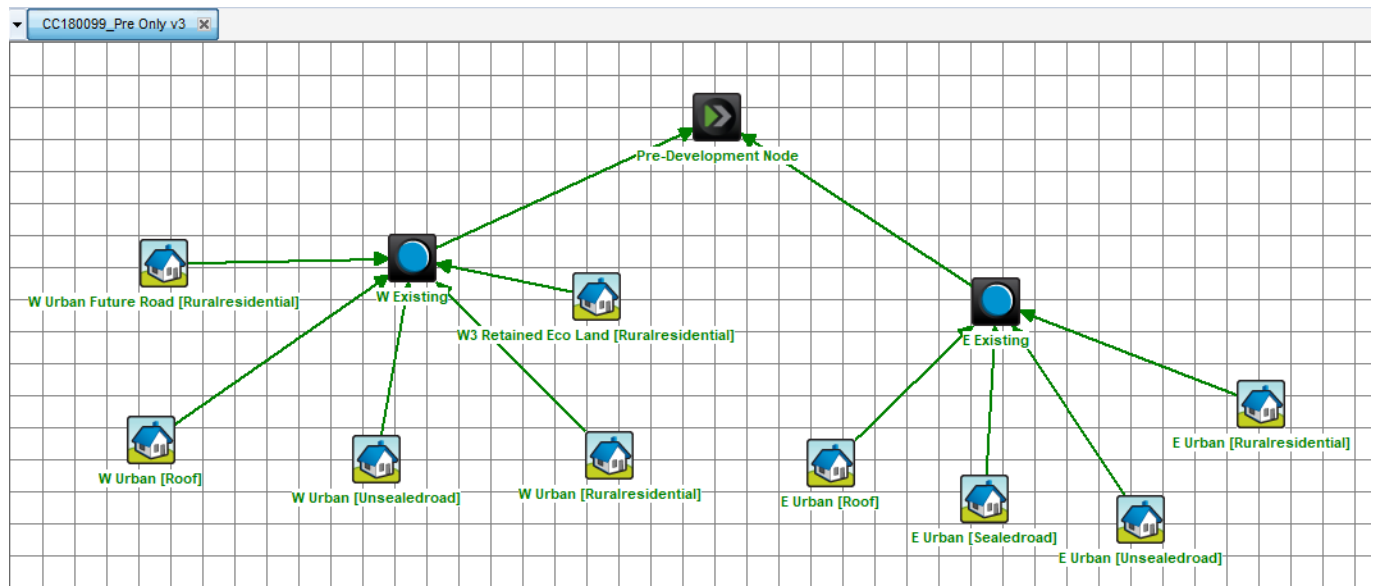 CC180099_Pre Only v3
Pre-Development Node
W Urban Future Road [Ruralresidential]
W Existing
W3 Retained Eco Land [Ruralresidential]
E Existing
W Urban [Roof]
W Urban [Unsealedroad]
W Urban [Ruralresidential]
E Urban [Ruralresidential]
E Urban [Roof]
E Urban [Sealedroad]
E Urban [Unsealedroad]